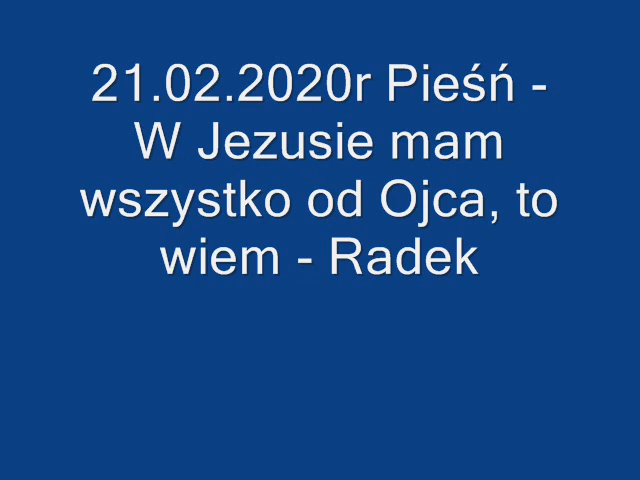 21.02.2020r Pieśń -
W Jezusie mam
wszystko od Ojca, to
wiem - Radek